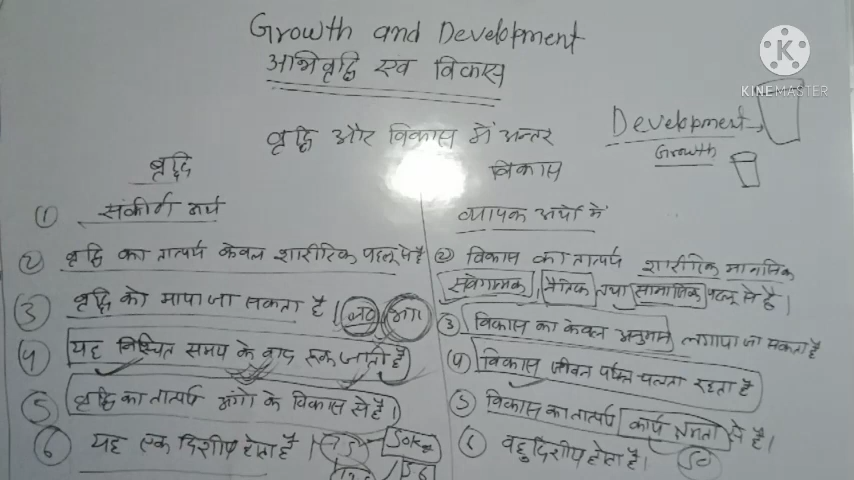 Growth and Development
अभिवृद्धि एव विकास
KINEMASTER
Development
Growth
वृद्धि और विकास में अन्तर
वृद्धि
विकास
① संकीर्ण अर्थ
व्यापक अर्थो में
② वृद्धि का तात्पर्य केवल शारीरिक पहलू से है
② विकास का तात्पर्य शारीरिक मानसिक
संवेगात्मक, नैतिक तथा सामाजिक पहलू से है।
③ वृद्धि को मापा जा सकता है।
③ विकास का केवल अनुमान लगाया जा सकता है
④ यह निश्चित समय के बाद रुक जाती है
④ विकास जीवन पर्यन्त चलता रहता है
⑤ वृद्धि का तात्पर्य अंगो के विकास से है।
⑤ विकास का तात्पर्य कार्य क्षमता से है।
⑥ यह एक दिशीय होता है।
⑥ बहु दिशीय होता है।